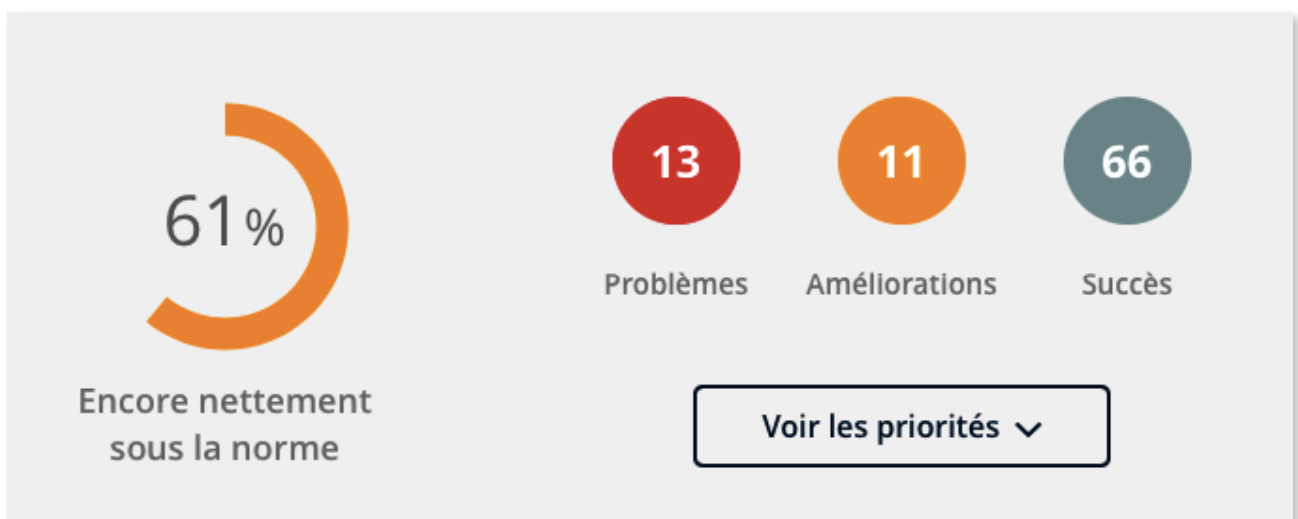 61%
Encore nettement
sous la norme
13
11
66
Problèmes
Améliorations
Succès
Voir les priorités